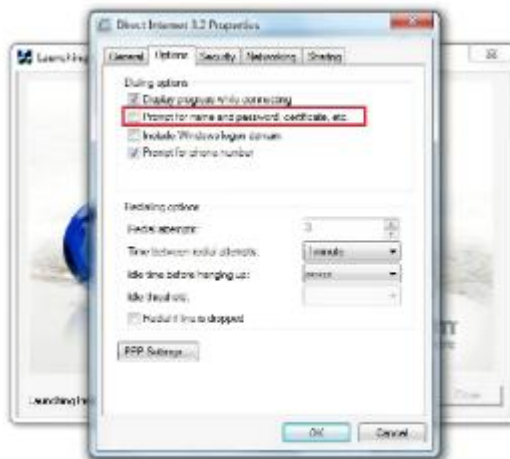 Direct Internet 3.2 Properties
Launching
General Options Security Networking Sharing
Dialing options
Display progress while connecting
Prompt for name and password, certificate, etc.
Include Windows logon domain
Prompt for phone number
Redialing options
Redial attempts: 3
Time between redial attempts: 1 minute
Idle time before hanging up: never
Idle threshold:
Redial if line is dropped
PPP Settings...
Launching
OK Cancel